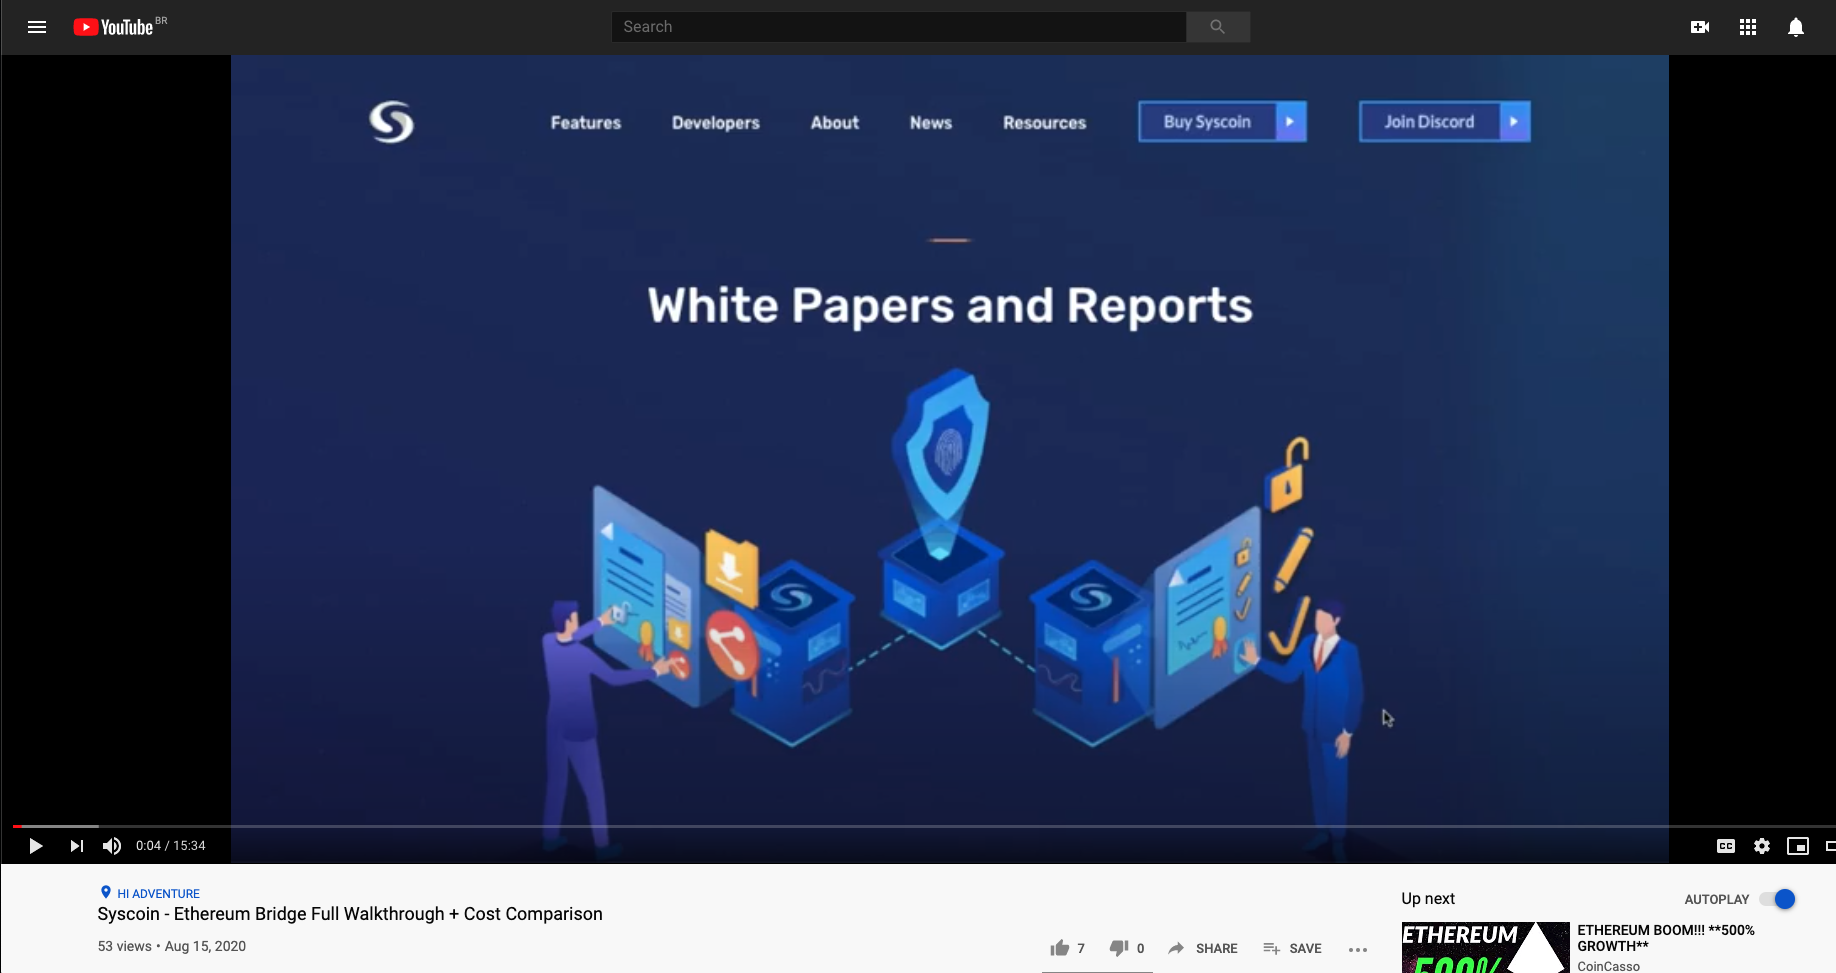 YouTube BR
Search
Features
Developers
About
News
Resources
Buy Syscoin
Join Discord
White Papers and Reports
0:04 / 15:34
CC
HI ADVENTURE
Syscoin - Ethereum Bridge Full Walkthrough + Cost Comparison
53 views • Aug 15, 2020
7
0
SHARE
SAVE
Up next
AUTOPLAY
ETHEREUM
500%
ETHEREUM BOOM!!! **500%
GROWTH**
CoinCasso